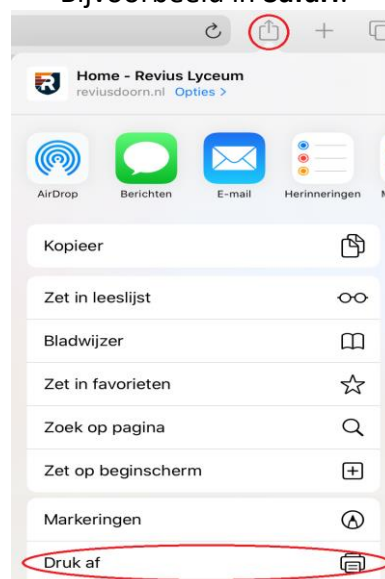 Bijvoorbeeld in Safari:
Home - Revius Lyceum
reviusdoorn.nl Opties >
AirDrop Berichten E-mail Herinneringen
Kopieer
Zet in leeslijst
Bladwijzer
Zet in favorieten
Zoek op pagina
Zet op beginscherm
Markeringen
Druk af